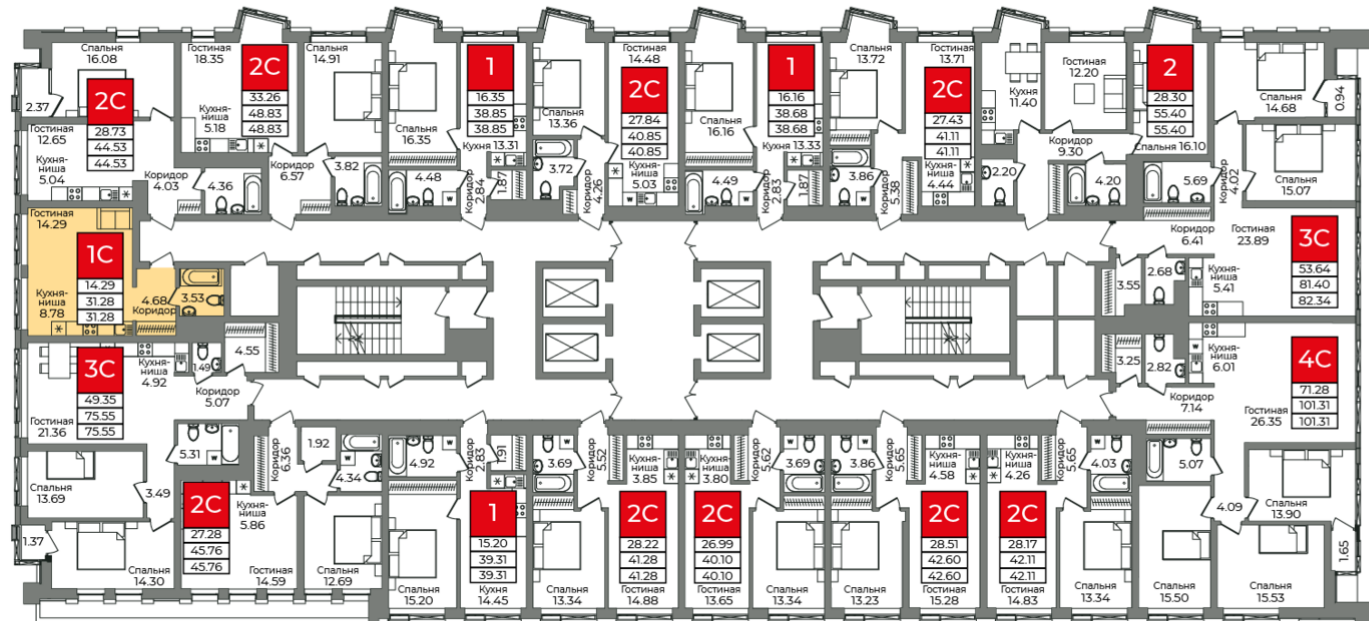 Спальня
16.08
2.37
2С
28.73
44.53
44.53
Гостиная
12.65
Кухня-
ниша
5.04
Коридор
4.03
4.36
Гостиная
18.35
2С
33.26
48.83
48.83
Кухня-
ниша
5.18
Спальня
14.91
Коридор
6.57
3.82
Спальня
16.35
1
16.35
38.85
38.85
Кухня 13.31
4.48
Коридор
2.84
1.87
Спальня
13.36
Гостиная
14.48
2С
27.84
40.85
40.85
Кухня-
ниша
5.03
3.72
Коридор
4.26
Спальня
16.16
1
16.16
38.68
38.68
Кухня 13.33
4.49
Коридор
2.83
1.87
Спальня
13.72
Гостиная
13.71
2С
27.43
41.11
41.11
Кухня-
ниша
4.44
3.86
Коридор
5.38
Кухня
11.40
Гостиная
12.20
2
28.30
55.40
55.40
Спальня 16.10
Коридор
9.30
2.20
4.20
Спальня
14.68
0.94
Спальня
15.07
5.69
Коридор
4.02
Коридор
6.41
Гостиная
23.89
3С
53.64
81.40
82.34
3.55
2.68
Кухня-
ниша
5.41
Гостиная
14.29
1С
14.29
31.28
31.28
Кухня-
ниша
8.78
4.68
Коридор
3.53
3С
49.35
75.55
75.55
Кухня-
ниша
4.92
1.49
4.55
Коридор
5.07
Гостиная
21.36
5.31
Спальня
13.69
3.49
1.37
Спальня
14.30
2С
27.28
45.76
45.76
Кухня-
ниша
5.86
Коридор
6.36
1.92
4.34
Гостиная
14.59
Спальня
12.69
4.92
Коридор
2.83
1.91
1
15.20
39.31
39.31
Спальня
15.20
Кухня
14.45
3.69
Коридор
5.52
Кухня-
ниша
3.85
2С
28.22
41.28
41.28
Спальня
13.34
Гостиная
14.88
Кухня-
ниша
3.80
Коридор
5.62
3.69
2С
26.99
40.10
40.10
Гостиная
13.65
Спальня
13.34
3.86
Коридор
5.65
Кухня-
ниша
4.58
2С
28.51
42.60
42.60
Спальня
13.23
Гостиная
15.28
Кухня-
ниша
4.26
Коридор
5.65
4.03
2С
28.17
42.11
42.11
Гостиная
14.83
Спальня
13.34
3.25
2.82
Кухня-
ниша
6.01
4С
71.28
101.31
101.31
Коридор
7.14
Гостиная
26.35
5.07
4.09
Спальня
13.90
1.65
Спальня
15.50
Спальня
15.53